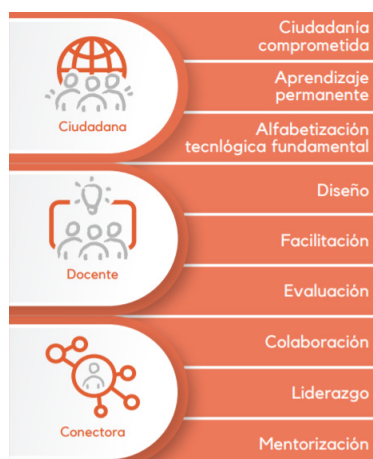 Ciudadana
Ciudadanía
comprometida
Aprendizaje
permanente
Alfabetización
tecnlógica fundamental
Docente
Diseño
Facilitación
Evaluación
Conectora
Colaboración
Liderazgo
Mentorización